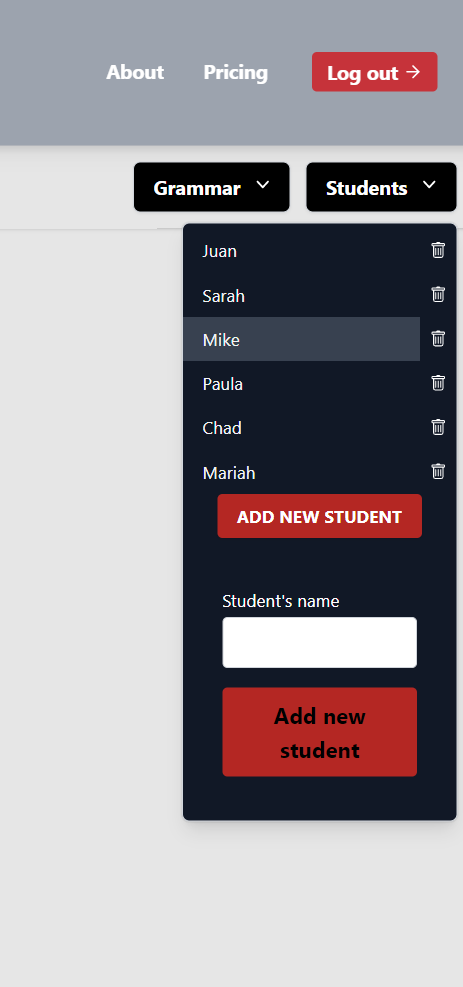 About Pricing Log out
Grammar Students
Juan
Sarah
Mike
Paula
Chad
Mariah
ADD NEW STUDENT
Student's name
Add new
student